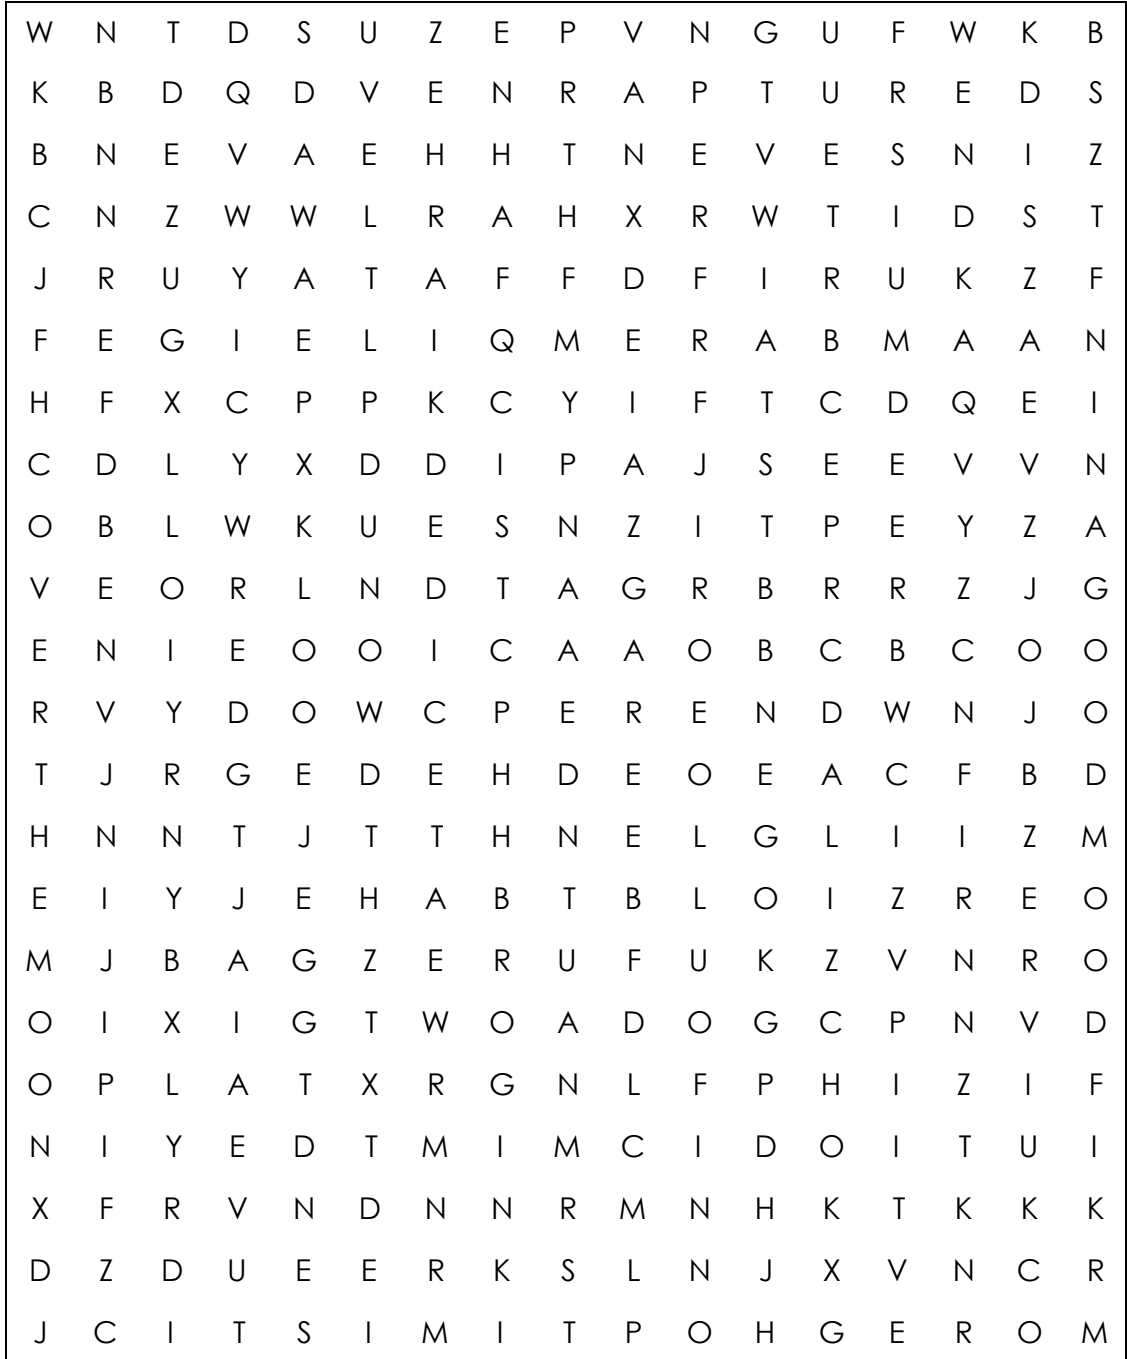 W N T D S U Z E P V N G U F W K B
K B D Q D V E N R A P T U R E D S
B N E V A E H H T N E V E S N I Z
C N Z W W L R A H X R W T I D S T
J R U Y A T A F F D F I R U K Z F
F E G I E L I Q M E R A B M A A N
H F X C P P K C Y I F T C D Q E I
C D L Y X D D I P A J S E E V V N
O B L W K U E S N Z I T P E Y Z A
V E O R L N D T A G R B R R Z J G
E N I E O O I C A A O B C B C O O
R V Y D O W C P E R E N D W N J O
T J R G E D E H D E O E A C F B D
H N N T J T T H N E L G L I I Z M
E I Y J E H A B T B L O I Z R E O
M J B A G Z E R U F U K Z V N R O
O I X I G T W O A D O G C P N V D
O P L A T X R G N L F P H I Z I F
N I Y E D T M I M C I D O I T U I
X F R V N D N N R M N H K T K K K
D Z D U E E R K S L N J X V N C R
J C I T S I M I T P O H G E R O M